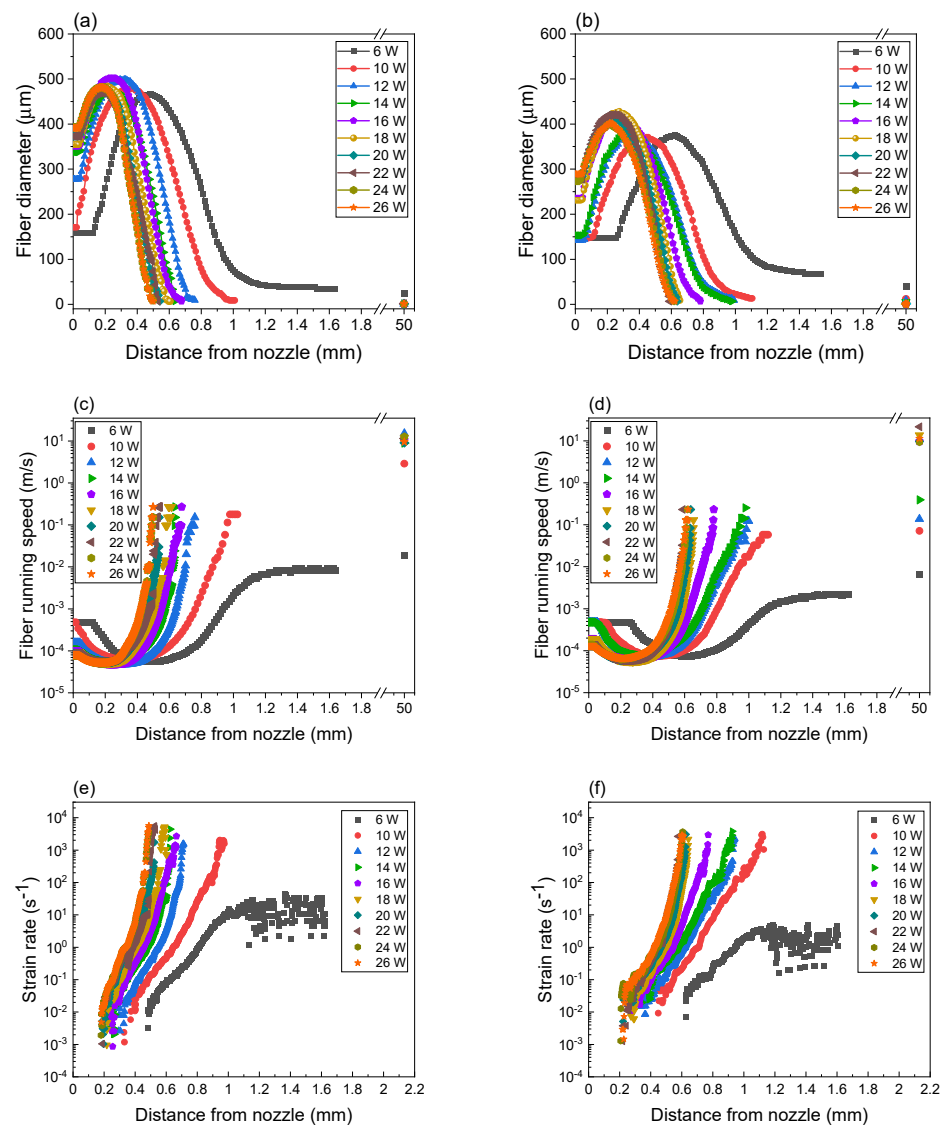 (a)
Fiber diameter (μm)
600
500
400
300
200
100
0
0 0.2 0.4 0.6 0.8 1 1.2 1.4 1.6 1.8 50
Distance from nozzle (mm)
6 W
10 W
12 W
14 W
16 W
18 W
20 W
22 W
24 W
26 W
(b)
Fiber diameter (μm)
600
500
400
300
200
100
0
0 0.2 0.4 0.6 0.8 1 1.2 1.4 1.6 1.8 50
Distance from nozzle (mm)
6 W
10 W
12 W
14 W
16 W
18 W
20 W
22 W
24 W
26 W
(c)
Fiber running speed (m/s)
10¹
10⁰
10⁻¹
10⁻²
10⁻³
10⁻⁴
10⁻⁵
0 0.2 0.4 0.6 0.8 1 1.2 1.4 1.6 1.8 50
Distance from nozzle (mm)
6 W
10 W
12 W
14 W
16 W
18 W
20 W
22 W
24 W
26 W
(d)
Fiber running speed (m/s)
10¹
10⁰
10⁻¹
10⁻²
10⁻³
10⁻⁴
10⁻⁵
0 0.2 0.4 0.6 0.8 1 1.2 1.4 1.6 1.8 50
Distance from nozzle (mm)
6 W
10 W
12 W
14 W
16 W
18 W
20 W
22 W
24 W
26 W
(e)
Strain rate (s⁻¹)
10⁴
10³
10²
10¹
10⁰
10⁻¹
10⁻²
10⁻³
10⁻⁴
0 0.2 0.4 0.6 0.8 1 1.2 1.4 1.6 1.8 2 2.2
Distance from nozzle (mm)
6 W
10 W
12 W
14 W
16 W
18 W
20 W
22 W
24 W
26 W
(f)
Strain rate (s⁻¹)
10⁴
10³
10²
10¹
10⁰
10⁻¹
10⁻²
10⁻³
10⁻⁴
0 0.2 0.4 0.6 0.8 1 1.2 1.4 1.6 1.8 2 2.2
Distance from nozzle (mm)
6 W
10 W
12 W
14 W
16 W
18 W
20 W
22 W
24 W
26 W